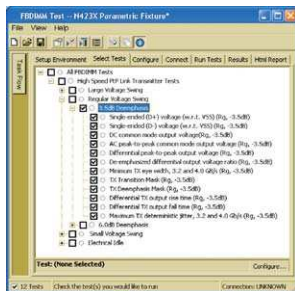 FBDIMM Test -- N423X Parametric Fixture*
File View Help
Task Flow
Setup Environment Select Tests Configure Connect Run Tests Results Html Report
All FBDIMM Tests
High Speed PtP Link Transmitter Tests
Large Voltage Swing
Regular Voltage Swing
3.5dB Deemphasis
Single-ended (D+) voltage (w.r.t. VSS) (Rg, -3.5dB)
Single-ended (D-) voltage (w.r.t. VSS) (Rg, -3.5dB)
DC common mode output voltage(Rg, -3.5dB)
AC peak-to-peak common mode output voltage (Rg, -3.5dB)
Differential peak-to-peak output voltage (Rg, -3.5dB)
De-emphasized differential output voltage ratio (Rg, -3.5dB)
Minimum TX eye width, 3.2 and 4.0 Gb/s (Rg, -3.5dB)
TX Transition Mask (Rg, -3.5dB)
TX Deemphasis Mask (Rg, -3.5dB)
Differential TX output rise time (Rg, -3.5dB)
Differential TX output fall time (Rg, -3.5dB)
Maximum TX deterministic jitter, 3.2 and 4.0 Gb/s (Rg, -3.5dB)
6.0dB Deemphasis
Small Voltage Swing
Electrical Idle
Test: (None Selected)
Configure...
12 Tests Check the test(s) you would like to run Connection: UNKNOWN